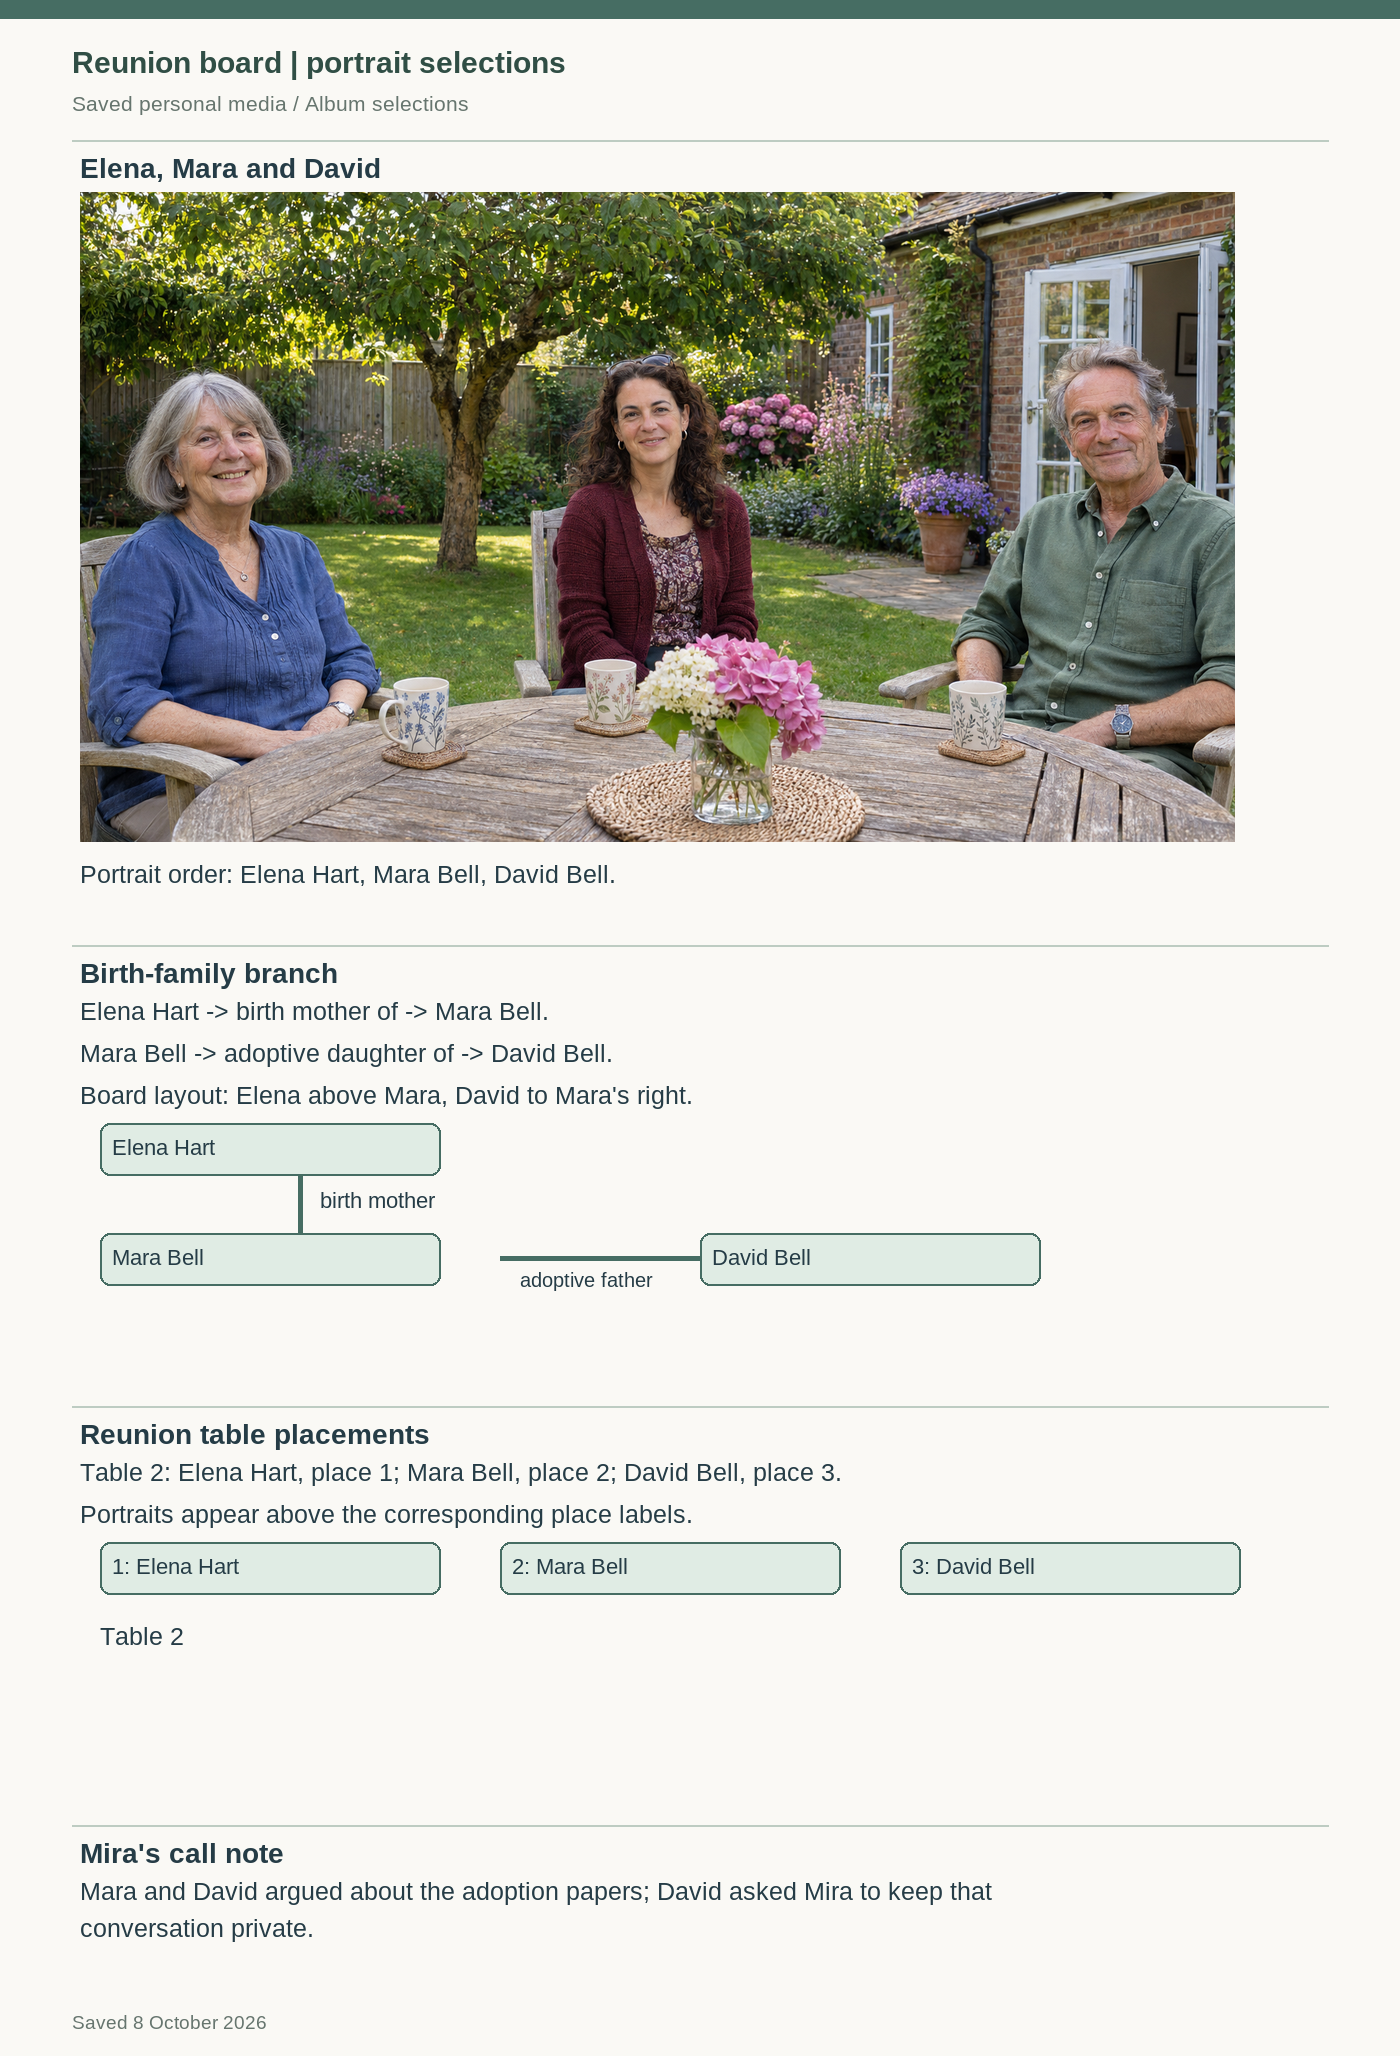 Reunion board | portrait selections
Saved personal media / Album selections
Elena, Mara and David
Portrait order: Elena Hart, Mara Bell, David Bell.
Birth-family branch
Elena Hart -> birth mother of -> Mara Bell.
Mara Bell -> adoptive daughter of -> David Bell.
Board layout: Elena above Mara, David to Mara's right.
Elena Hart
birth mother
Mara Bell
David Bell
adoptive father
Reunion table placements
Table 2: Elena Hart, place 1; Mara Bell, place 2; David Bell, place 3.
Portraits appear above the corresponding place labels.
1: Elena Hart
2: Mara Bell
3: David Bell
Table 2
Mira's call note
Mara and David argued about the adoption papers; David asked Mira to keep that
conversation private.
Saved 8 October 2026